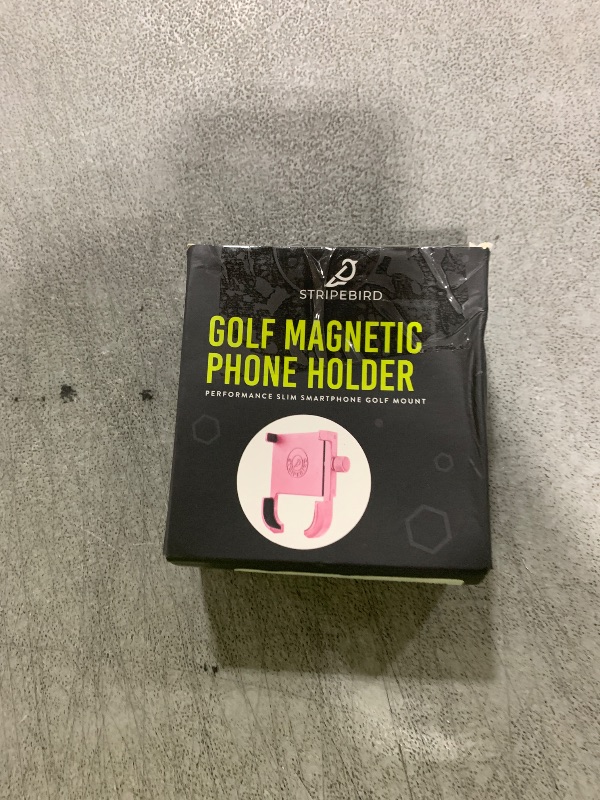 STRIPEBIRD
GOLF MAGNETIC
PHONE HOLDER
PERFORMANCE SLIM SMARTPHONE GOLF MOUNT